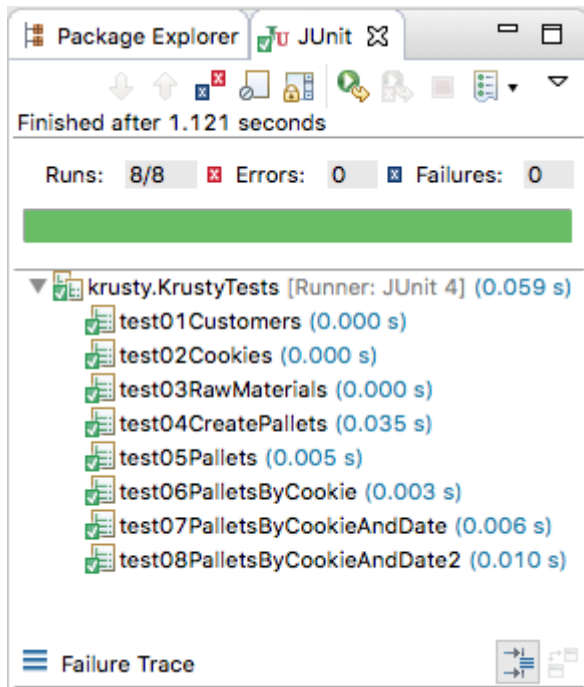 Package Explorer JU JUnit
Finished after 1.121 seconds
Runs: 8/8 Errors: 0 Failures: 0
krusty.KrustyTests [Runner: JUnit 4] (0.059 s)
test01Customers (0.000 s)
test02Cookies (0.000 s)
test03RawMaterials (0.000 s)
test04CreatePallets (0.035 s)
test05Pallets (0.005 s)
test06PalletsByCookie (0.003 s)
test07PalletsByCookieAndDate (0.006 s)
test08PalletsByCookieAndDate2 (0.010 s)
Failure Trace